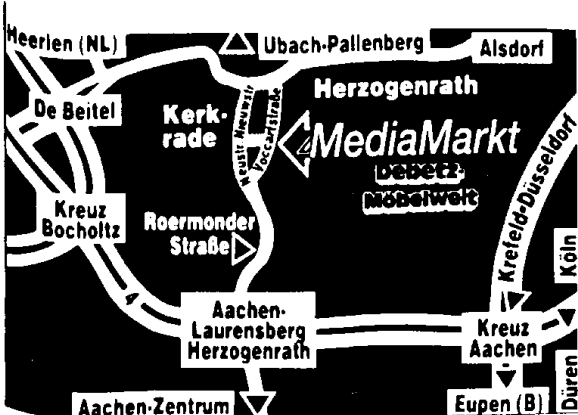 Heerlen (NL)
Ubach-Pallenberg
Alsdorf
De Beitel
Kerk-
rade
Neustr. Nieuwstr.
Voccartstraße
Herzogenrath
MediaMarkt
Debetz-
Möbelwelt
Krefeld-Düsseldorf
Kreuz
Bocholtz
Roermonder
Straße
Köln
4
Aachen-
Laurensberg
Herzogenrath
Kreuz
Aachen
Düren
Aachen-Zentrum
Eupen (B)